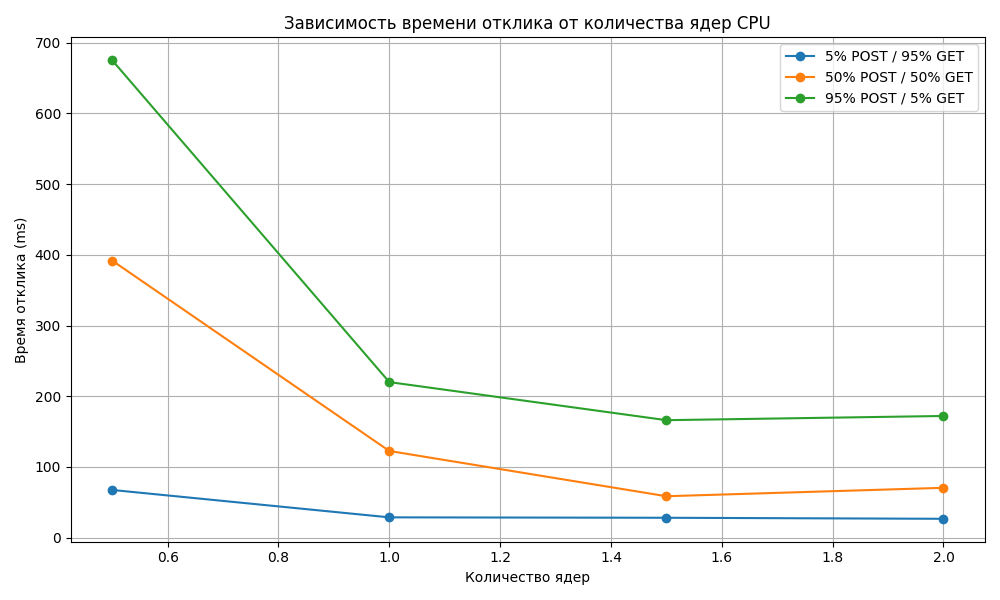 Зависимость времени отклика от количества ядер CPU
700
600
500
400
300
200
100
0
Время отклика (ms)
5% POST / 95% GET
50% POST / 50% GET
95% POST / 5% GET
0.6 0.8 1.0 1.2 1.4 1.6 1.8 2.0
Количество ядер